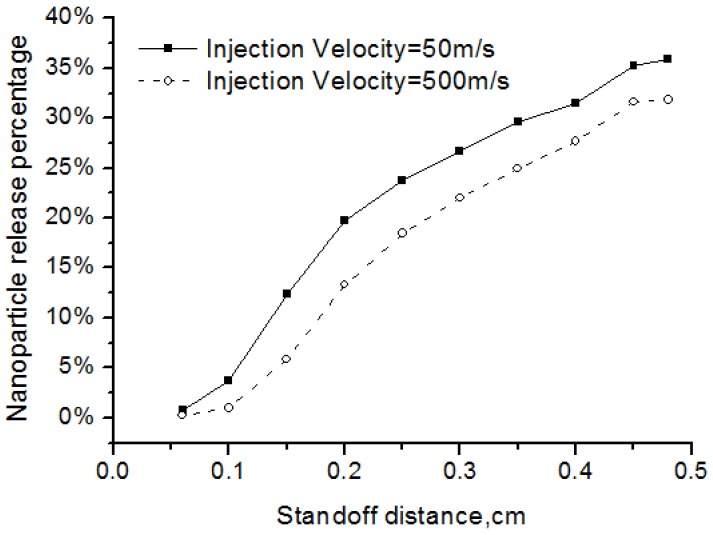 Injection Velocity=50m/s
Injection Velocity=500m/s
Nanoparticle release percentage
40%
35%
30%
25%
20%
15%
10%
5%
0%
0.0 0.1 0.2 0.3 0.4 0.5
Standoff distance,cm